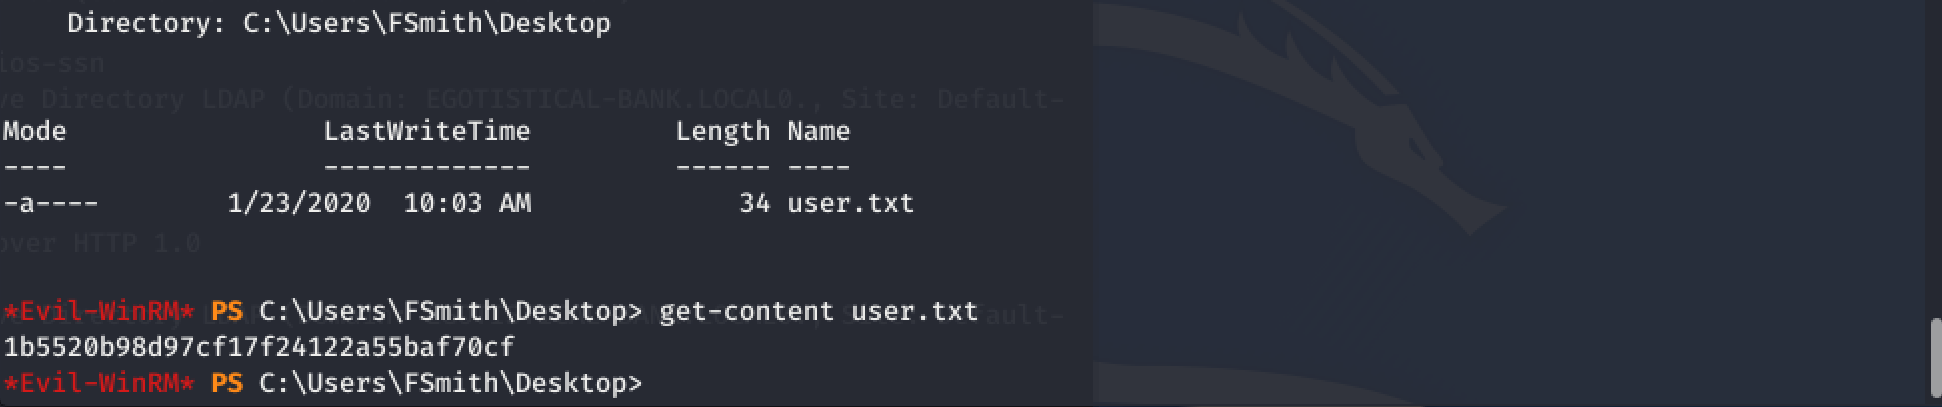 Directory: C:\Users\FSmith\Desktop
ios-ssn
ve Directory LDAP (Domain: EGOTISTICAL-BANK.LOCAL0., Site: Default-
Mode LastWriteTime Length Name
---- ------------- ------ ----
-a---- 1/23/2020 10:03 AM 34 user.txt
over HTTP 1.0
*Evil-WinRM* PS C:\Users\FSmith\Desktop> get-content user.txt
1b5520b98d97cf17f24122a55baf70cf
*Evil-WinRM* PS C:\Users\FSmith\Desktop>